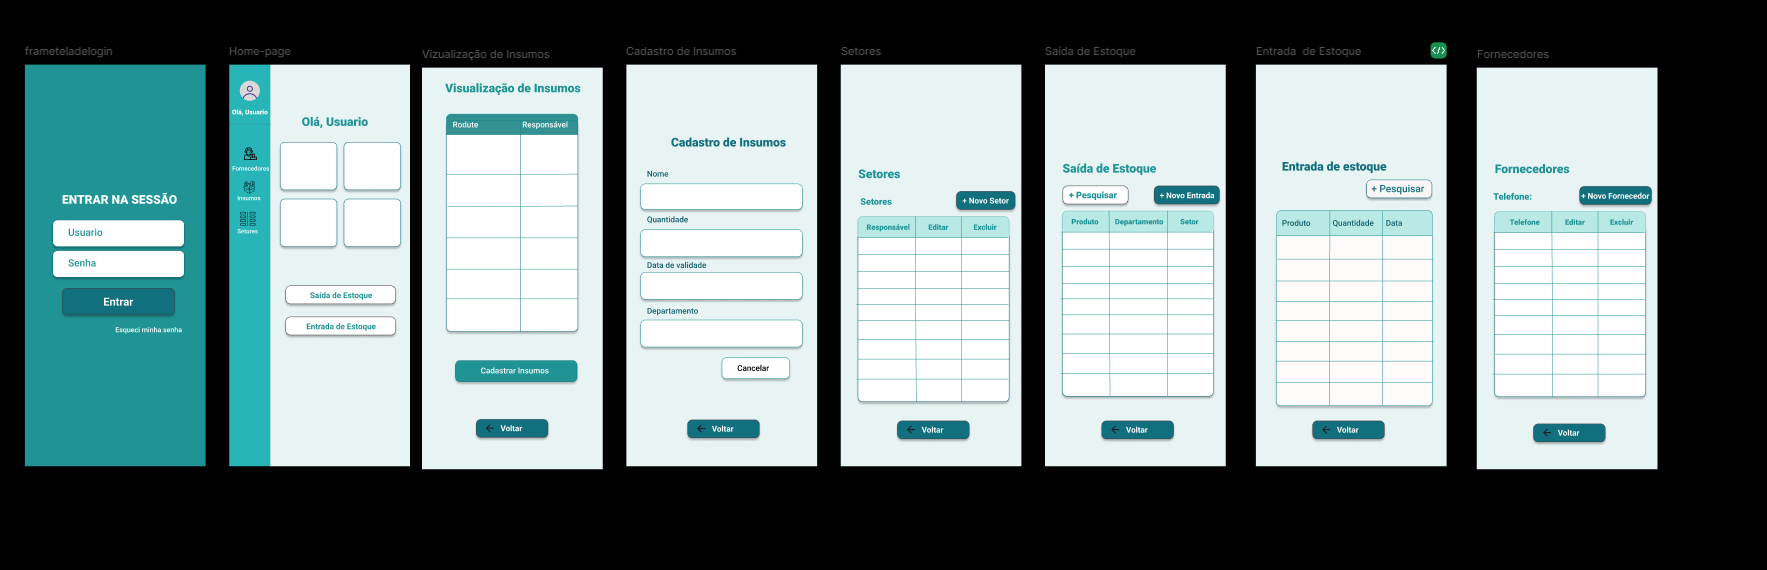 frameteladelogin
ENTRAR NA SESSÃO
Usuario
Senha
Entrar
Esqueci minha senha
Home-page
Olá, Usuario
Fornecedores
Insumos
Setores
Olá, Usuario
Saída de Estoque
Entrada de Estoque
Vizualização de Insumos
Visualização de Insumos
Rodute Responsável
Cadastrar Insumos
Voltar
Cadastro de Insumos
Cadastro de Insumos
Nome
Quantidade
Data de validade
Departamento
Cancelar
Voltar
Setores
Setores
Setores + Novo Setor
Responsável Editar Excluir
Voltar
Saída de Estoque
Saída de Estoque
+ Pesquisar + Novo Entrada
Produto Departamento Setor
Voltar
Entrada de Estoque
Entrada de estoque
+ Pesquisar
Produto Quantidade Data
Voltar
Fornecedores
Fornecedores
Telefone: + Novo Fornecedor
Telefone Editar Excluir
Voltar